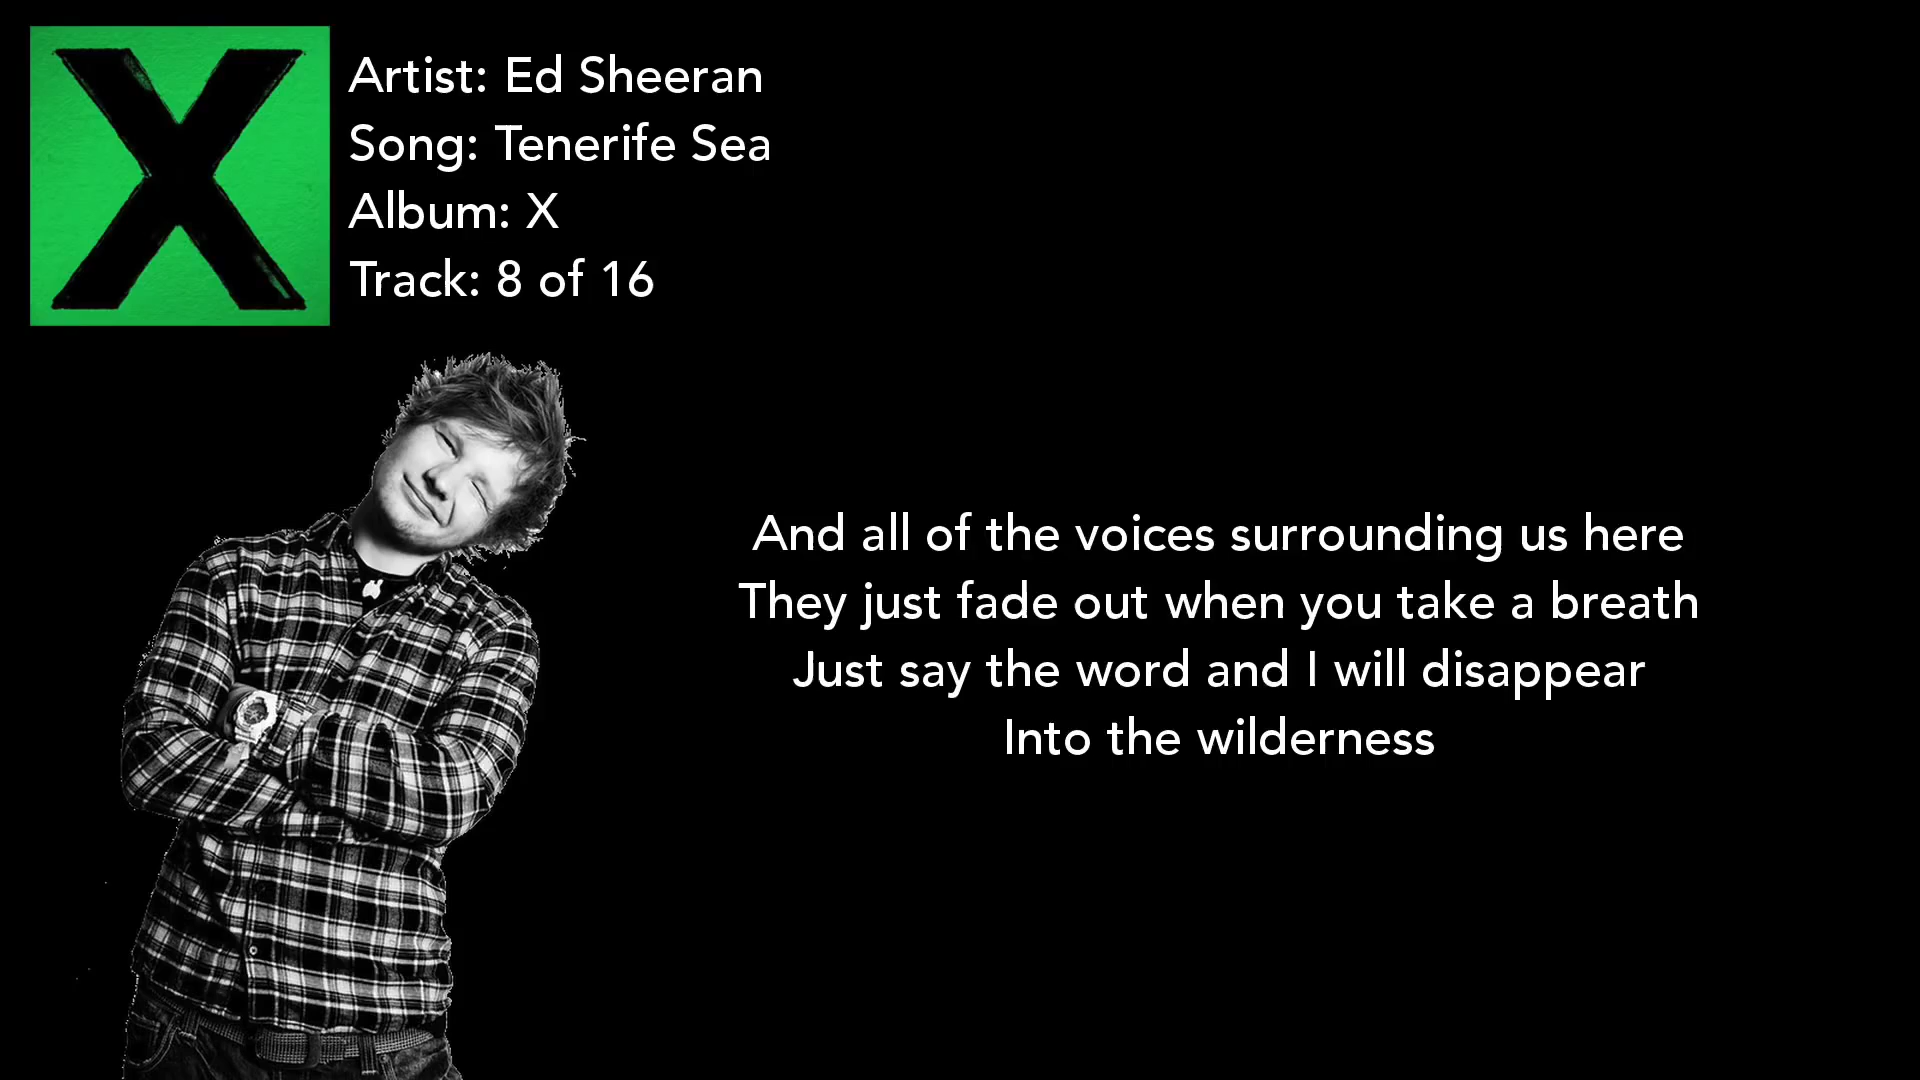 X
Artist: Ed Sheeran
Song: Tenerife Sea
Album: X
Track: 8 of 16
And all of the voices surrounding us here
They just fade out when you take a breath
Just say the word and I will disappear
Into the wilderness